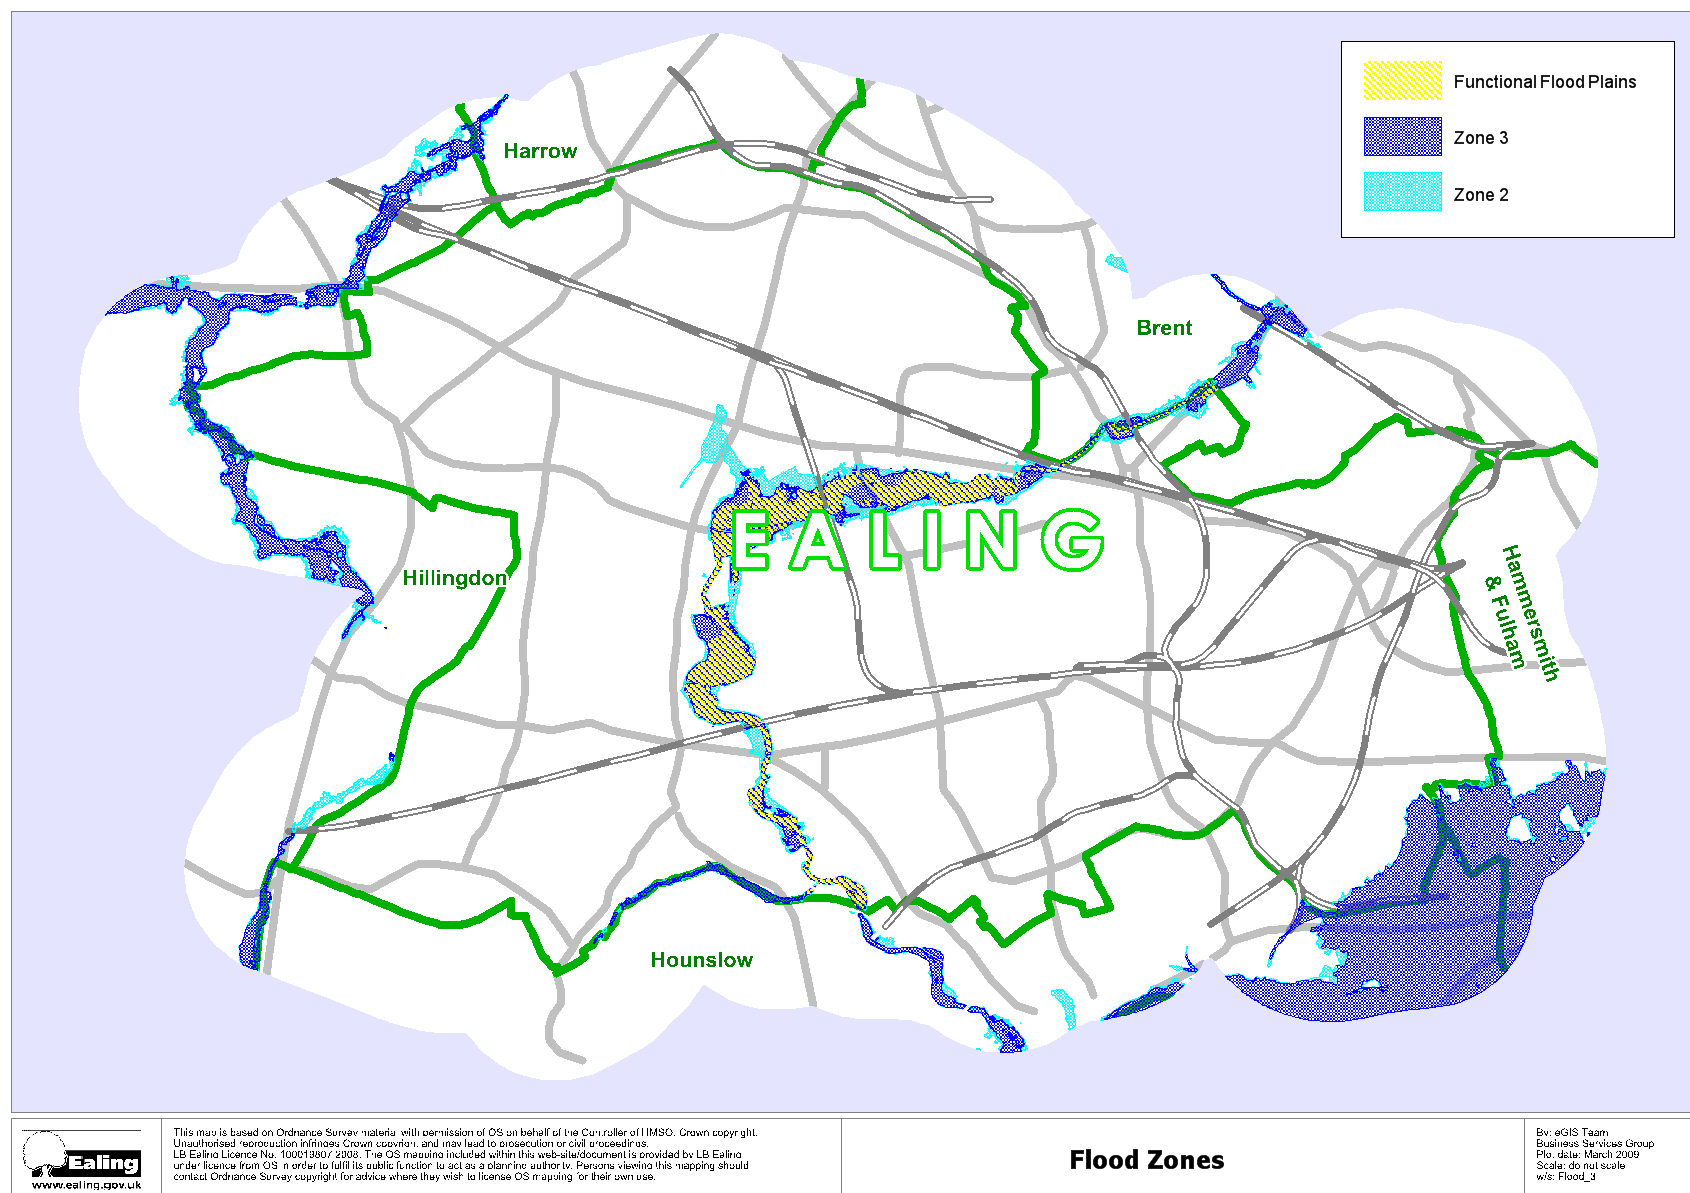 Functional Flood Plains
Zone 3
Zone 2
Harrow
Brent
EALING
Hillingdon
Hammersmith
& Fulham
Hounslow
Ealing
www.ealing.gov.uk
This map is based on Ordnance Survey material with permission of OS on behalf of the Controller of HMSO. Crown copyright.
Unauthorised reproduction infringes Crown copyright and may lead to prosecution or civil proceedings.
LB Ealing Licence No. 100019807 2008. The OS mapping included within this web-site/document is provided by LB Ealing
under licence from OS in order to fulfil its public function to act as a planning authority. Persons viewing this mapping should
contact Ordnance Survey copyright for advice where they wish to license OS mapping for their own use.
Flood Zones
By: eGIS Team
Business Services Group
Plot date: March 2009
Scale: do not scale
w/s: Flood_3